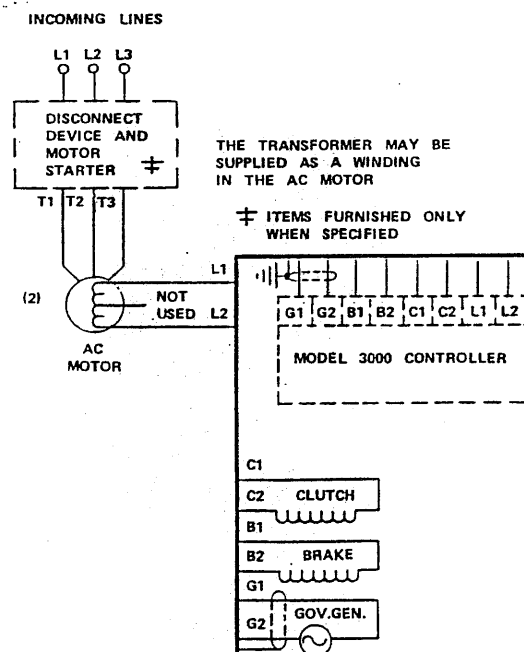 INCOMING LINES
L1 L2 L3
DISCONNECT
DEVICE AND
MOTOR
STARTER
T1 T2 T3
THE TRANSFORMER MAY BE
SUPPLIED AS A WINDING
IN THE AC MOTOR
ITEMS FURNISHED ONLY
WHEN SPECIFIED
(2)
AC
MOTOR
NOT
USED
L1
L2
G1 G2 B1 B2 C1 C2 L1 L2
MODEL 3000 CONTROLLER
C1
C2 CLUTCH
B1
B2 BRAKE
G1
G2 GOV.GEN.